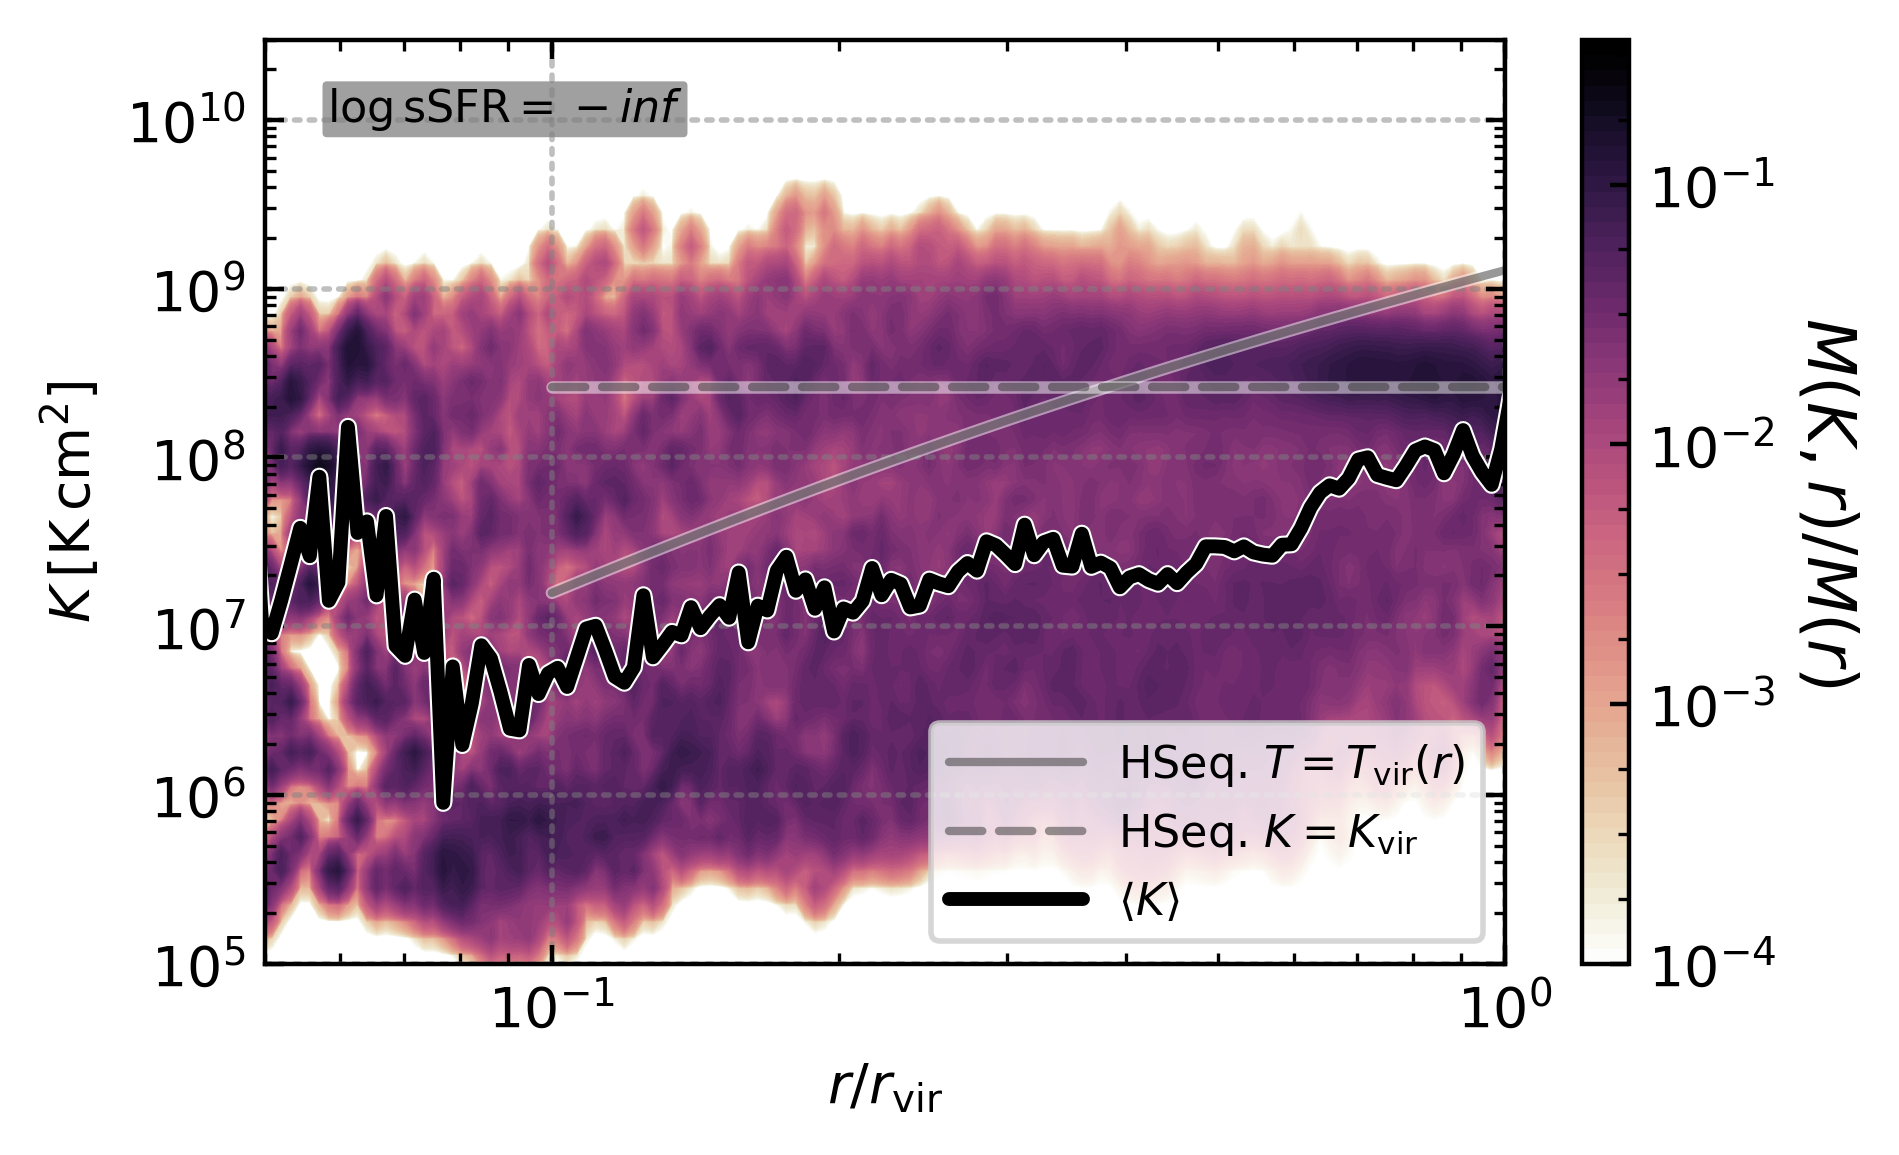 log sSFR = −inf
10^10
10^9
10^8
10^7
10^6
10^5
K [K cm^2]
10^−1
10^0
r/r_vir
HSeq. T = T_vir(r)
HSeq. K = K_vir
⟨K⟩
10^−1
10^−2
10^−3
10^−4
M(K, r)/M(r)